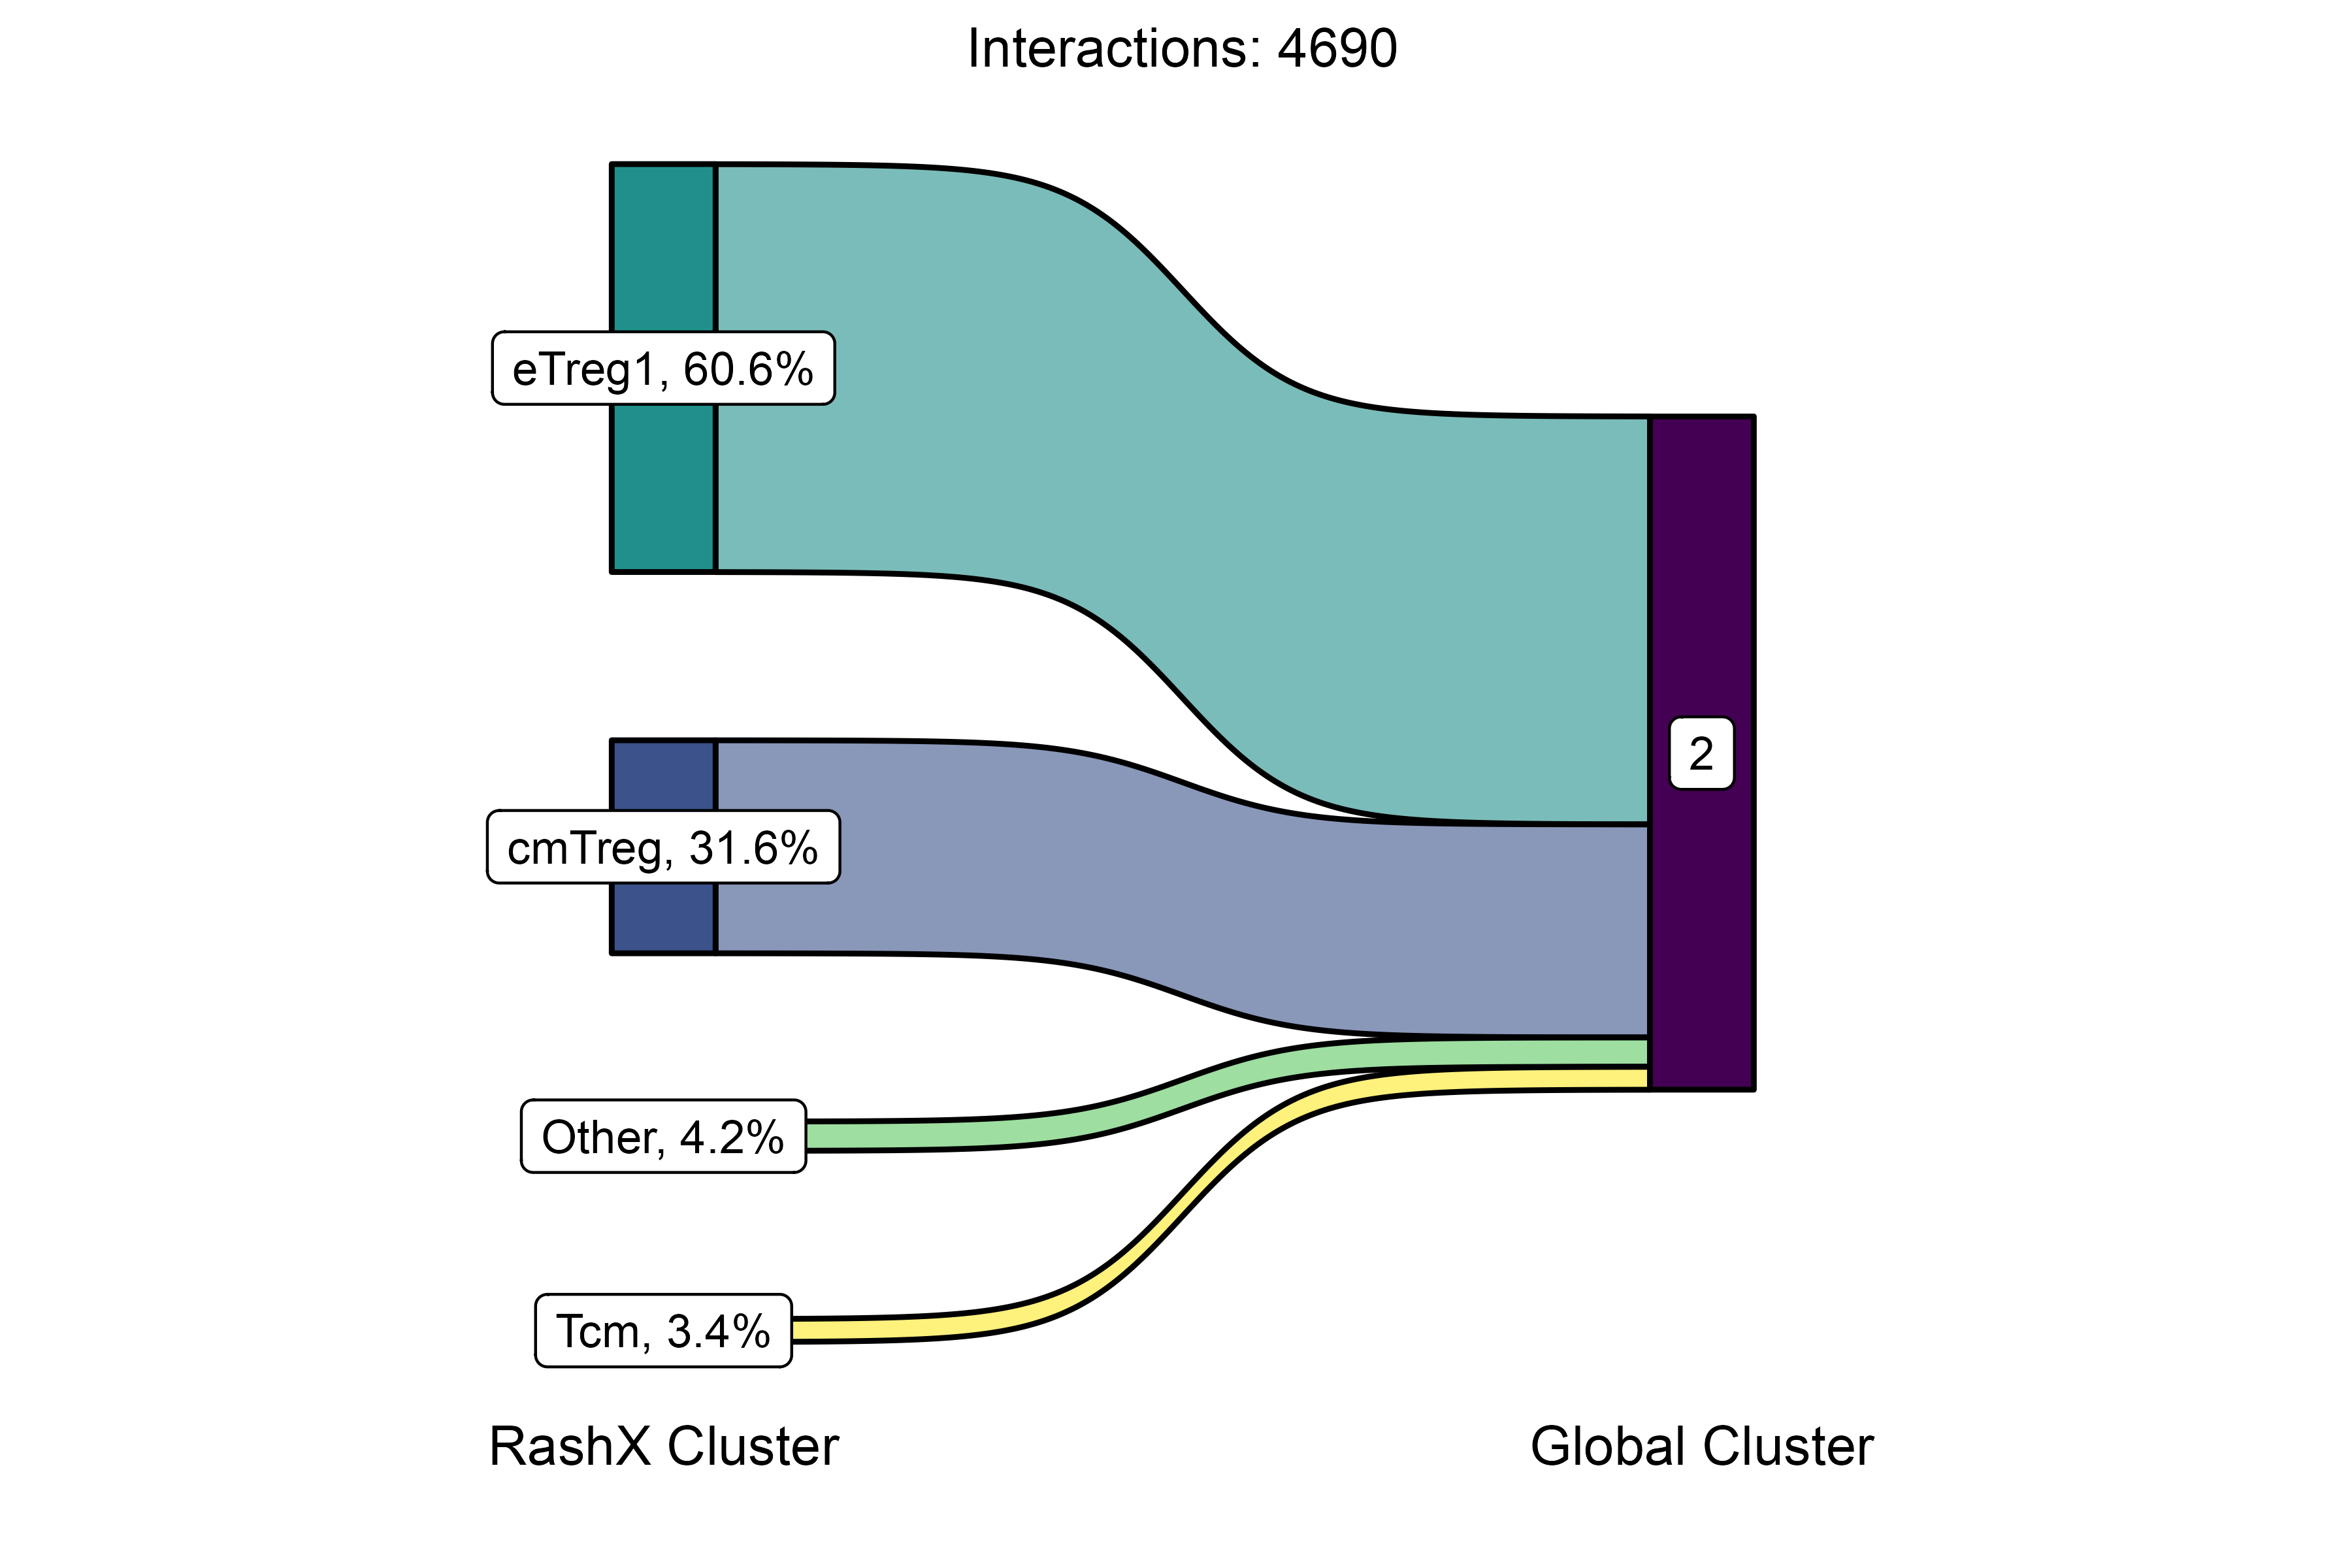 Interactions: 4690
eTreg1, 60.6%
2
cmTreg, 31.6%
Other, 4.2%
Tcm, 3.4%
RashX Cluster
Global Cluster